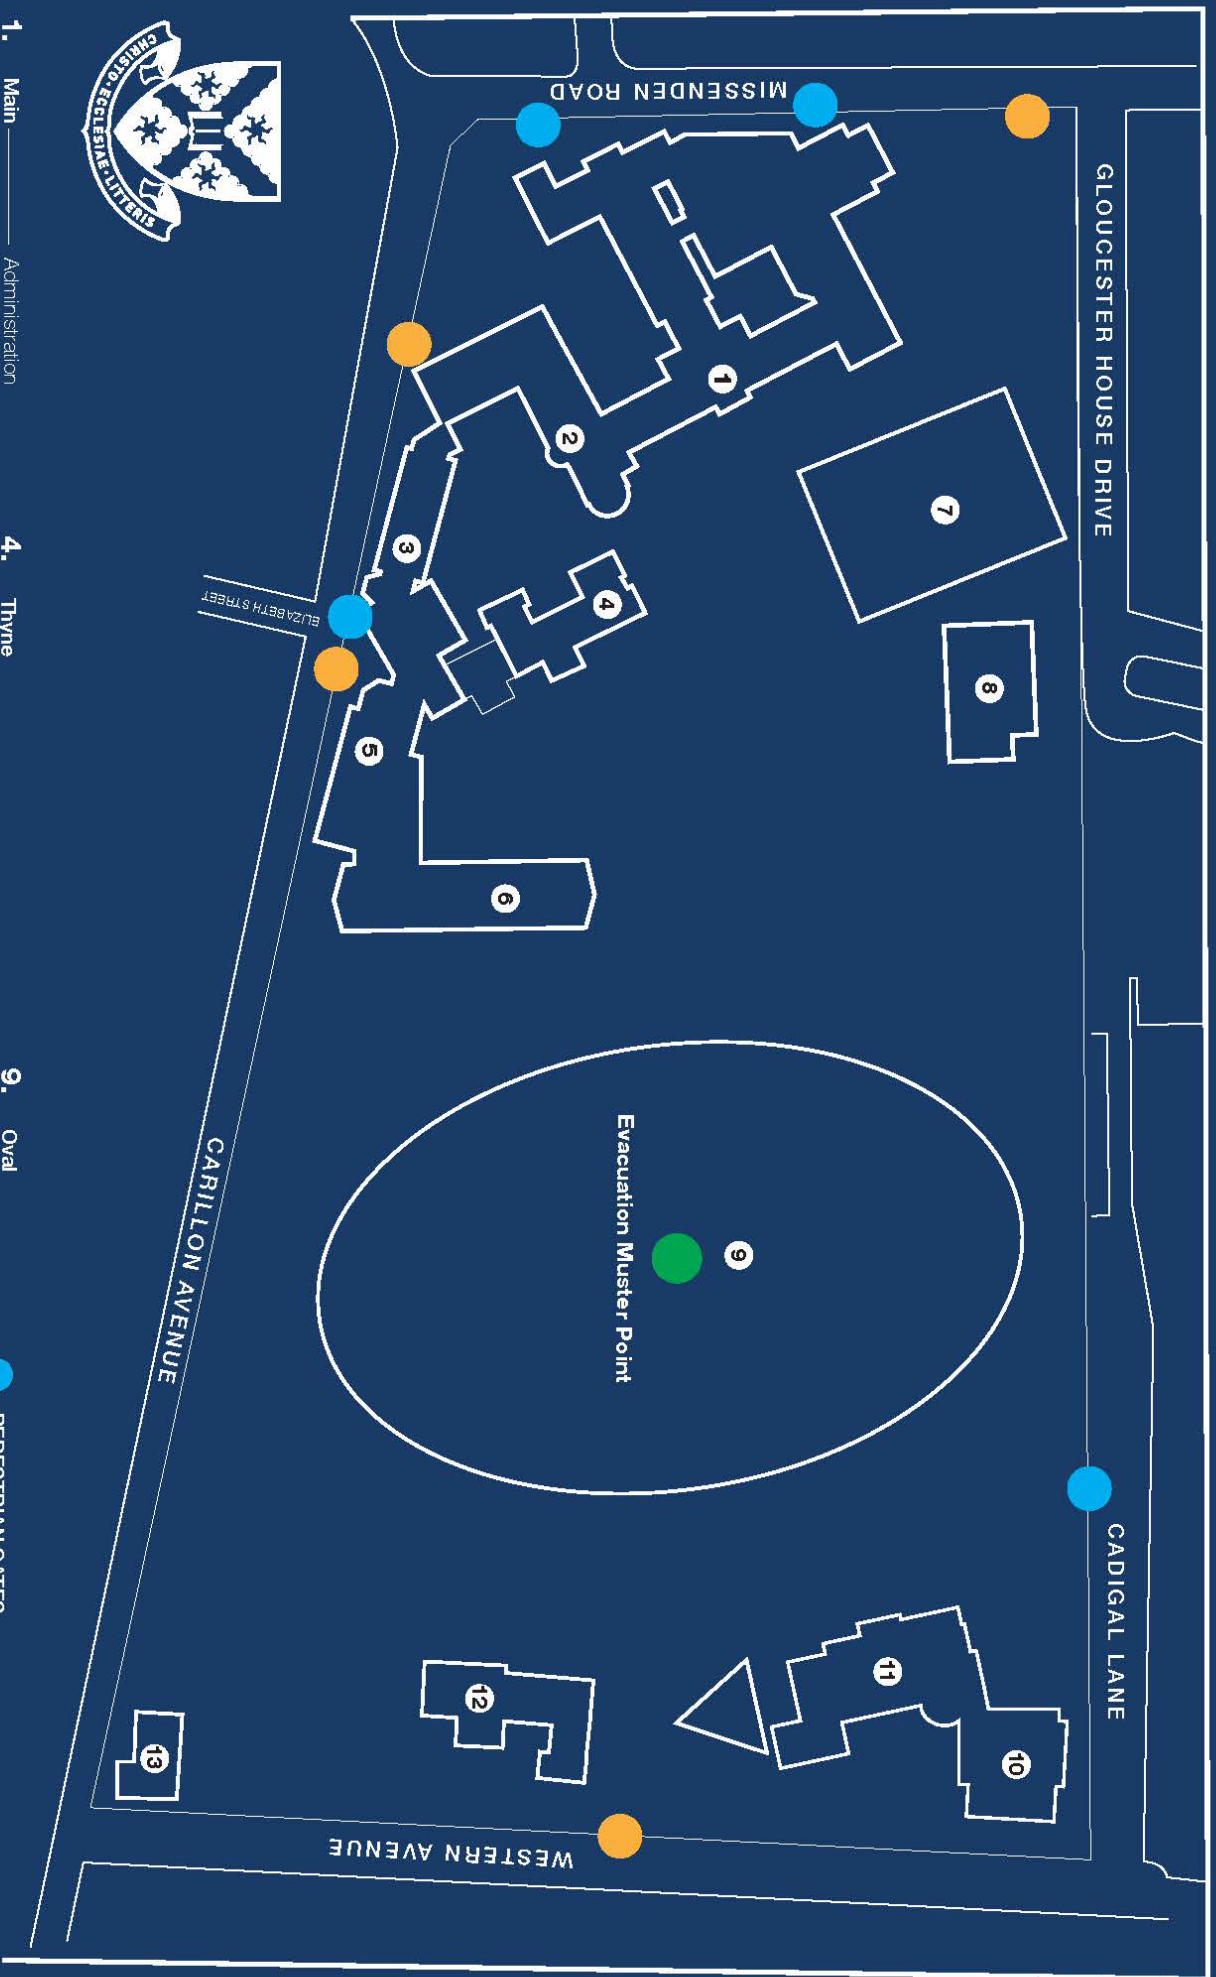 MISSENDEN ROAD
GLOUCESTER HOUSE DRIVE
CHRISTO·ECCLESIAE·LITTERIS
1
2
3
4
5
6
7
8
ELIZABETH STREET
Evacuation Muster Point
9
CARILLON AVENUE
CADIGAL LANE
10
11
12
13
WESTERN AVENUE
1. Main Administration
4. Thyne
9. Oval